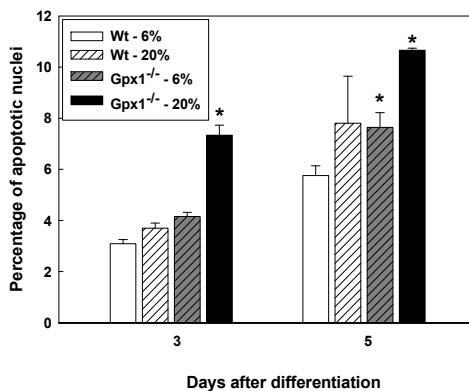 Percentage of apoptotic nuclei
12
10
8
6
4
2
0
Wt - 6%
Wt - 20%
Gpx1-/- - 6%
Gpx1-/- - 20%
*
*
*
3 5
Days after differentiation